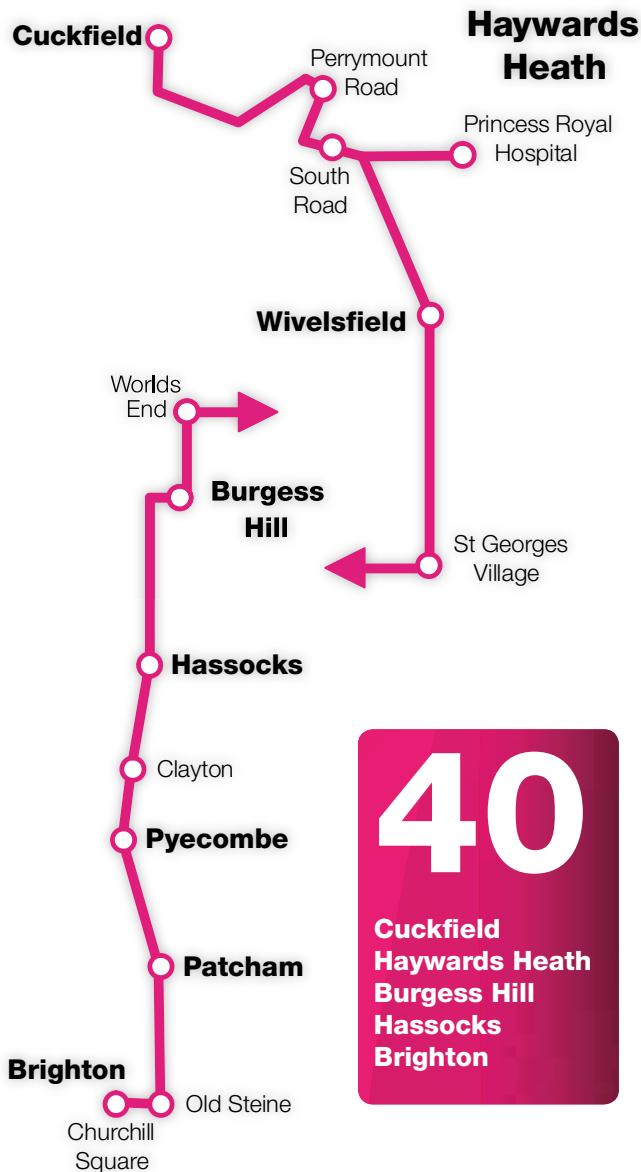 Haywards
Heath
Cuckfield
Perrymount
Road
Princess Royal
Hospital
South
Road
Wivelsfield
Worlds
End
Burgess
Hill
St Georges
Village
Hassocks
Clayton
Pyecombe
Patcham
Brighton
Old Steine
Churchill
Square
40
Cuckfield
Haywards Heath
Burgess Hill
Hassocks
Brighton